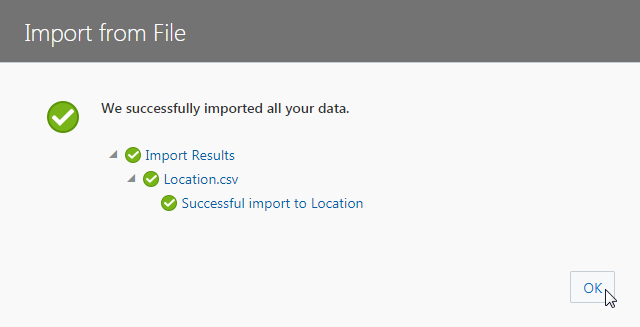 Import from File
We successfully imported all your data.
Import Results
Location.csv
Successful import to Location
OK